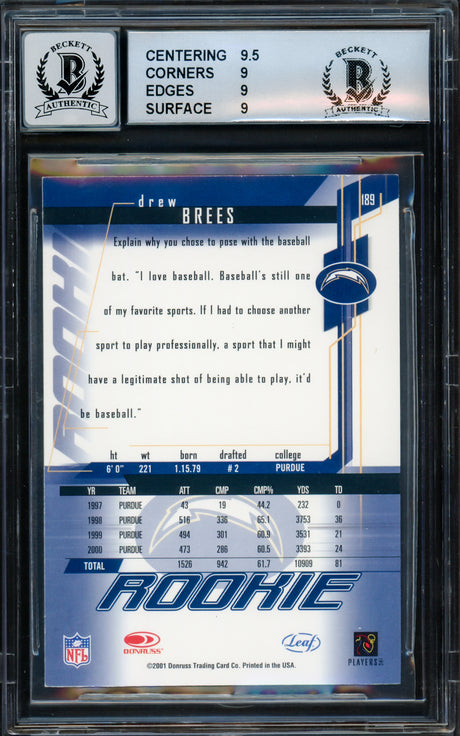 BECKETT
B
AUTHENTIC
CENTERING 9.5
CORNERS 9
EDGES 9
SURFACE 9
BECKETT
B
AUTHENTIC
189
drew
BREES
ROOKIE
Explain why you chose to pose with the baseball
bat. "I love baseball. Baseball's still one
of my favorite sports. If I had to choose another
sport to play professionally, a sport that I might
have a legitimate shot of being able to play, it'd
be baseball."
ht wt born drafted college
6' 0" 221 1.15.79 #2 PURDUE
YR TEAM ATT CMP CMP% YDS TD
1997 PURDUE 43 19 44.2 232 0
1998 PURDUE 516 336 65.1 3753 36
1999 PURDUE 494 301 60.9 3531 21
2000 PURDUE 473 286 60.5 3393 24
TOTAL 1526 942 61.7 10909 81
ROOKIE
NFL
DONRUSS
Leaf
PLAYERS INC
©2001 Donruss Trading Card Co. Printed in the USA.